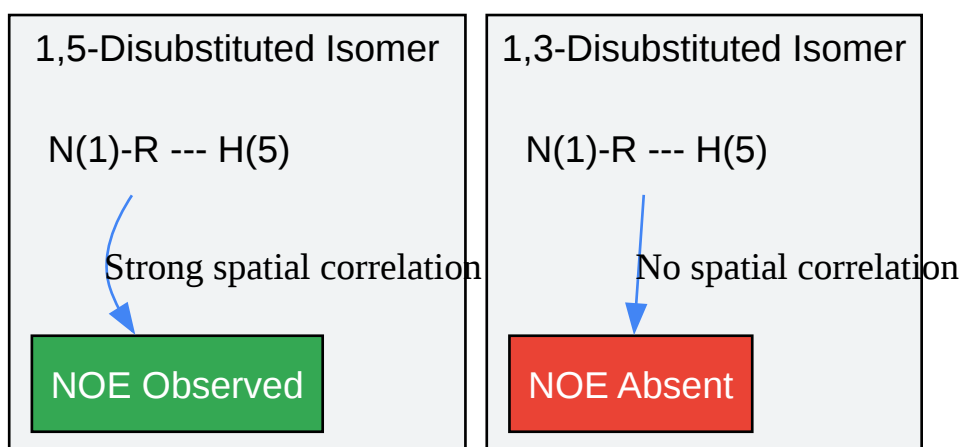 1,5-Disubstituted Isomer
N(1)-R --- H(5)
Strong spatial correlation
NOE Observed
1,3-Disubstituted Isomer
N(1)-R --- H(5)
No spatial correlation
NOE Absent